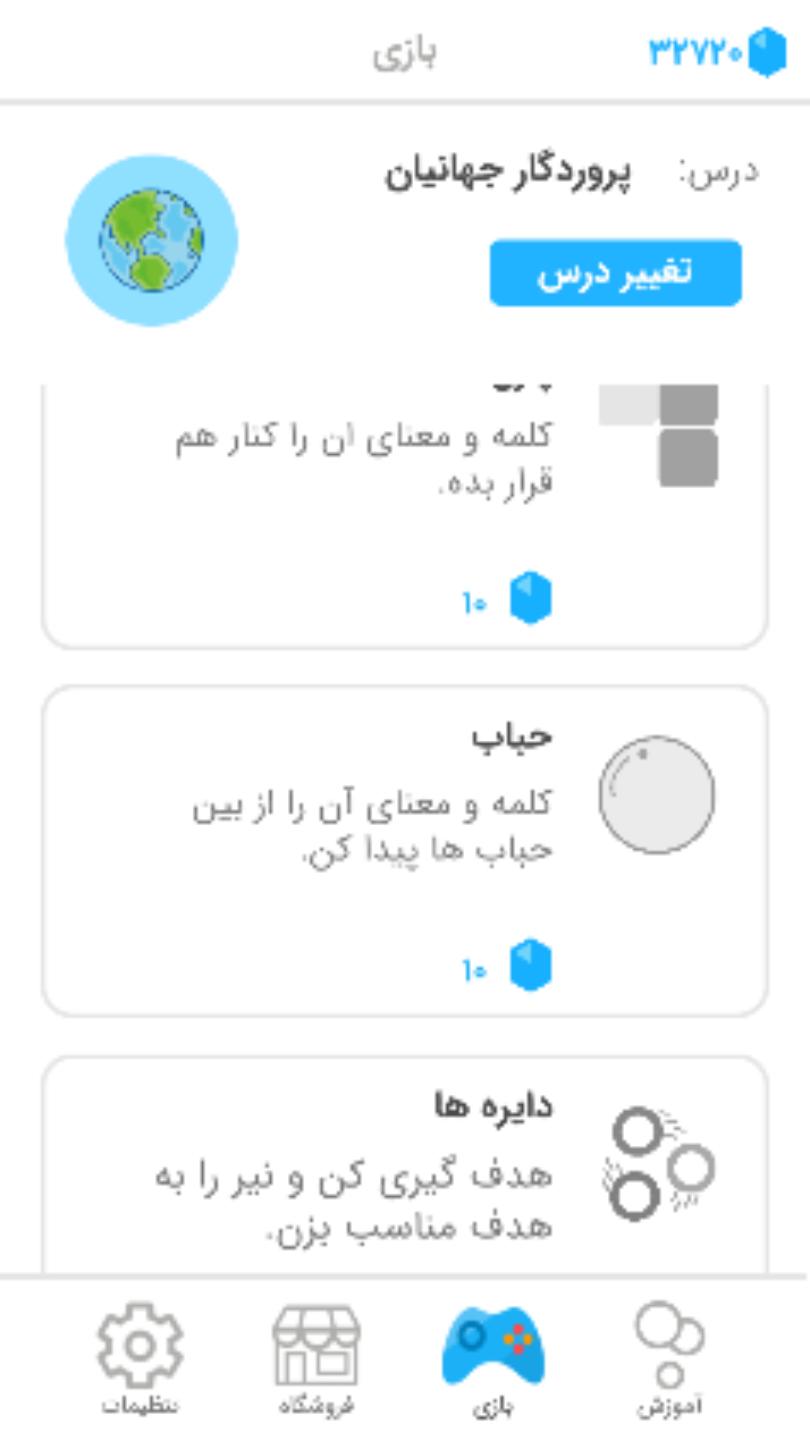 بازی
۳۲۷۲۰
درس: پروردگار جهانیان
تغییر درس
کلمه و معنای ان را کنار هم
قرار بده.
۱۰
حباب
کلمه و معنای آن را از بین
حباب ها پیدا کن.
۱۰
دایره ها
هدف گیری کن و نیر را به
هدف مناسب بزن.
آموزش
بازی
فروشگاه
تنظیمات